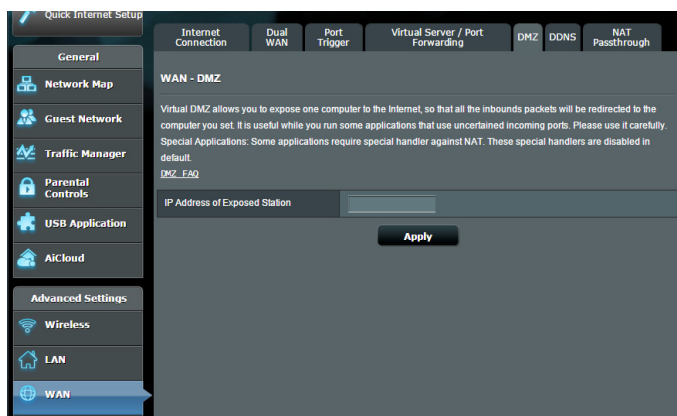 Quick Internet Setup
General
Network Map
Guest Network
Traffic Manager
Parental
Controls
USB Application
AiCloud
Advanced Settings
Wireless
LAN
WAN
Internet
Connection
Dual
WAN
Port
Trigger
Virtual Server / Port
Forwarding
DMZ
DDNS
NAT
Passthrough
WAN - DMZ
Virtual DMZ allows you to expose one computer to the Internet, so that all the inbounds packets will be redirected to the
computer you set. It is useful while you run some applications that use uncertained incoming ports. Please use it carefully.
Special Applications: Some applications require special handler against NAT. These special handlers are disabled in
default.
DMZ FAQ
IP Address of Exposed Station
Apply